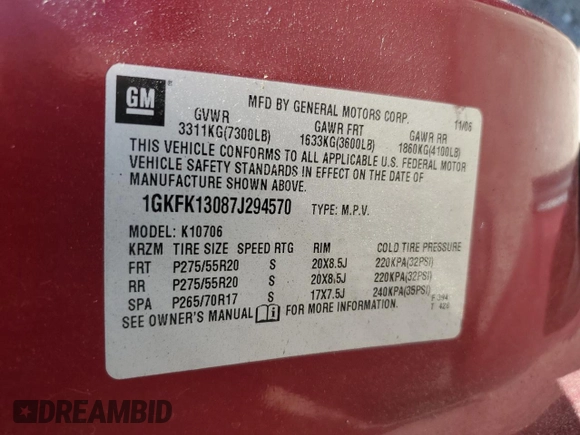 GM ®
MFD BY GENERAL MOTORS CORP. 11/06
GVWR GAWR FRT GAWR RR
3311KG(7300LB) 1633KG(3600LB) 1860KG(4100LB)
THIS VEHICLE CONFORMS TO ALL APPLICABLE U.S. FEDERAL MOTOR
VEHICLE SAFETY STANDARDS IN EFFECT ON THE DATE OF
MANUFACTURE SHOWN ABOVE.
1GKFK13087J294570 TYPE: M.P.V.
MODEL: K10706
KRZM TIRE SIZE SPEED RTG RIM COLD TIRE PRESSURE
FRT P275/55R20 S 20X8.5J 220KPA(32PSI)
RR P275/55R20 S 20X8.5J 220KPA(32PSI)
SPA P265/70R17 S 17X7.5J 240KPA(35PSI)
SEE OWNER'S MANUAL FOR MORE INFORMATION.
DREAMBID